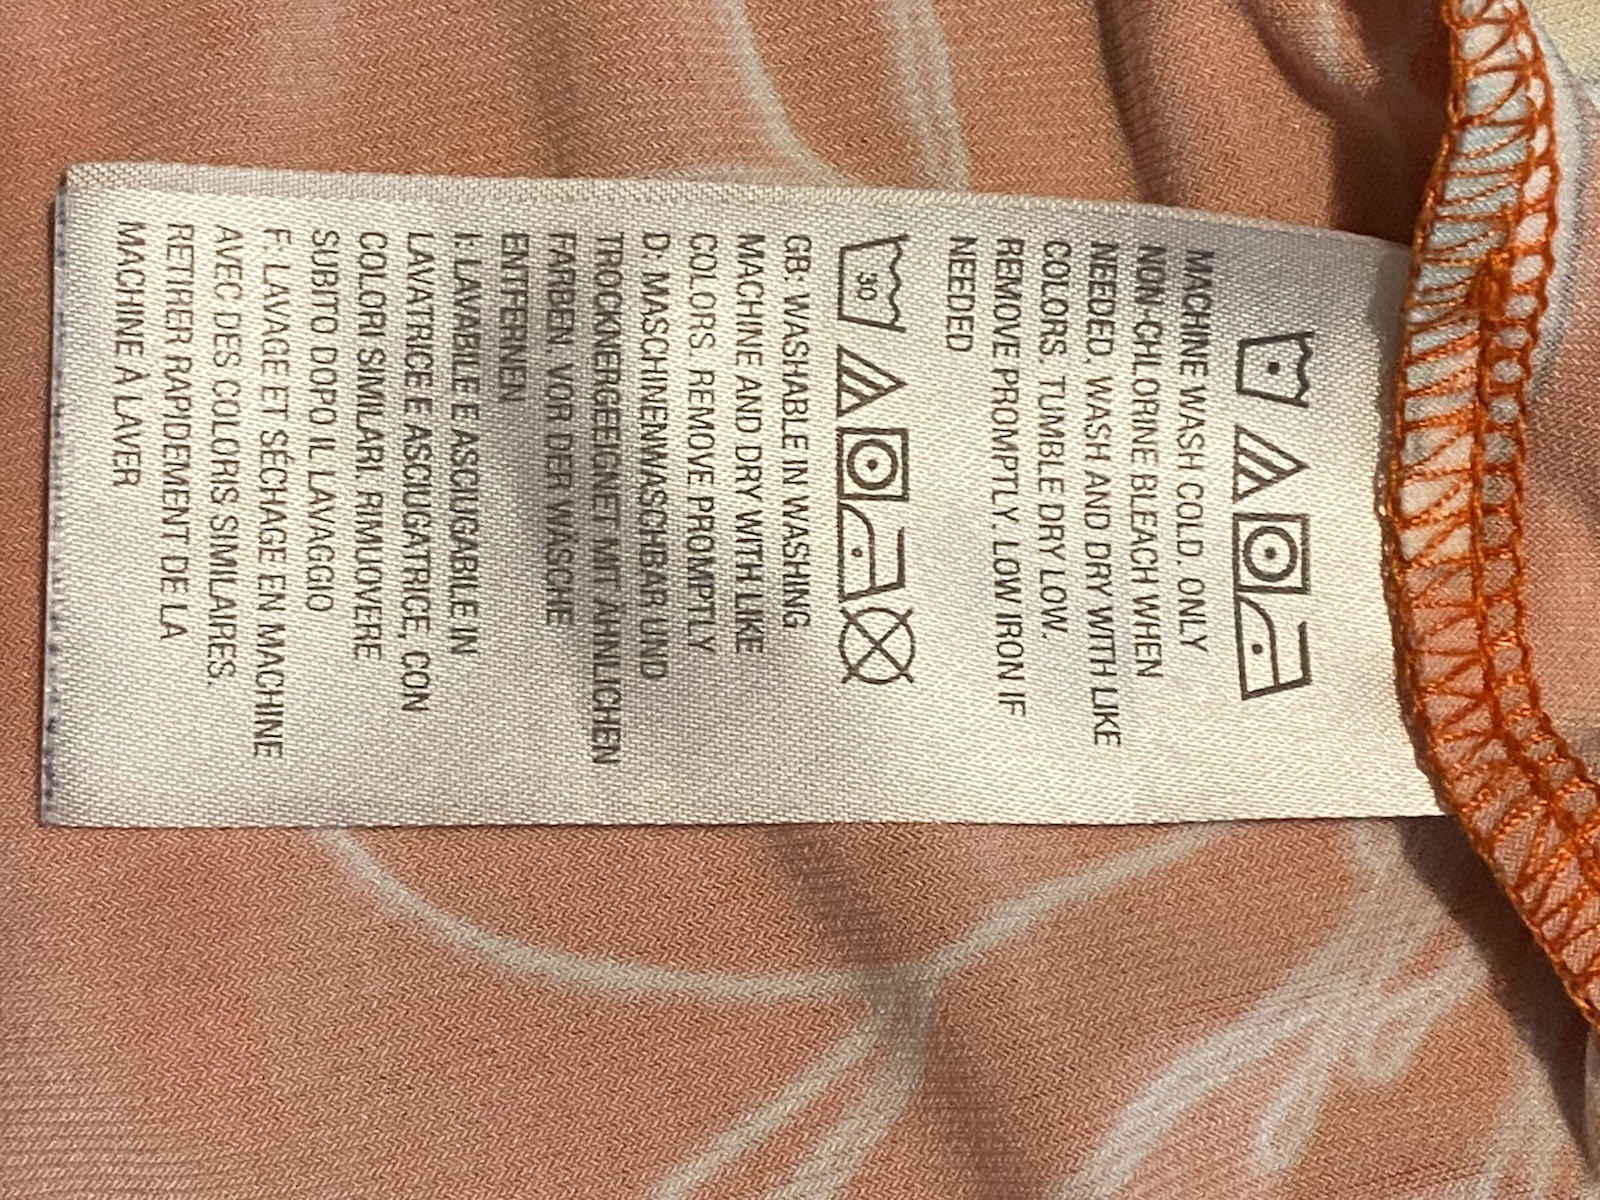 MACHINE WASH COLD. ONLY
NON-CHLORINE BLEACH WHEN
NEEDED. WASH AND DRY WITH LIKE
COLORS. TUMBLE DRY LOW.
REMOVE PROMPTLY. LOW IRON IF
NEEDED
30
GB: WASHABLE IN WASHING
MACHINE AND DRY WITH LIKE
COLORS. REMOVE PROMPTLY
D: MASCHINENWASCHBAR UND
TROCKNERGEEIGNET MIT ÄHNLICHEN
FARBEN. VOR DER WÄSCHE
ENTFERNEN
I: LAVABILE E ASCIUGABILE IN
LAVATRICE E ASCIUGATRICE, CON
COLORI SIMILARI. RIMUOVERE
SUBITO DOPO IL LAVAGGIO
F: LAVAGE ET SÉCHAGE EN MACHINE
AVEC DES COLORIS SIMILAIRES.
RETIRER RAPIDEMENT DE LA
MACHINE À LAVER